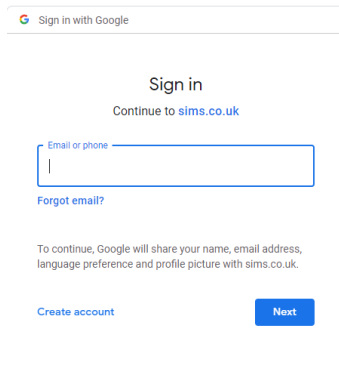 Sign in with Google
Sign in
Continue to sims.co.uk
Email or phone
Forgot email?
To continue, Google will share your name, email address,
language preference and profile picture with sims.co.uk.
Create account
Next